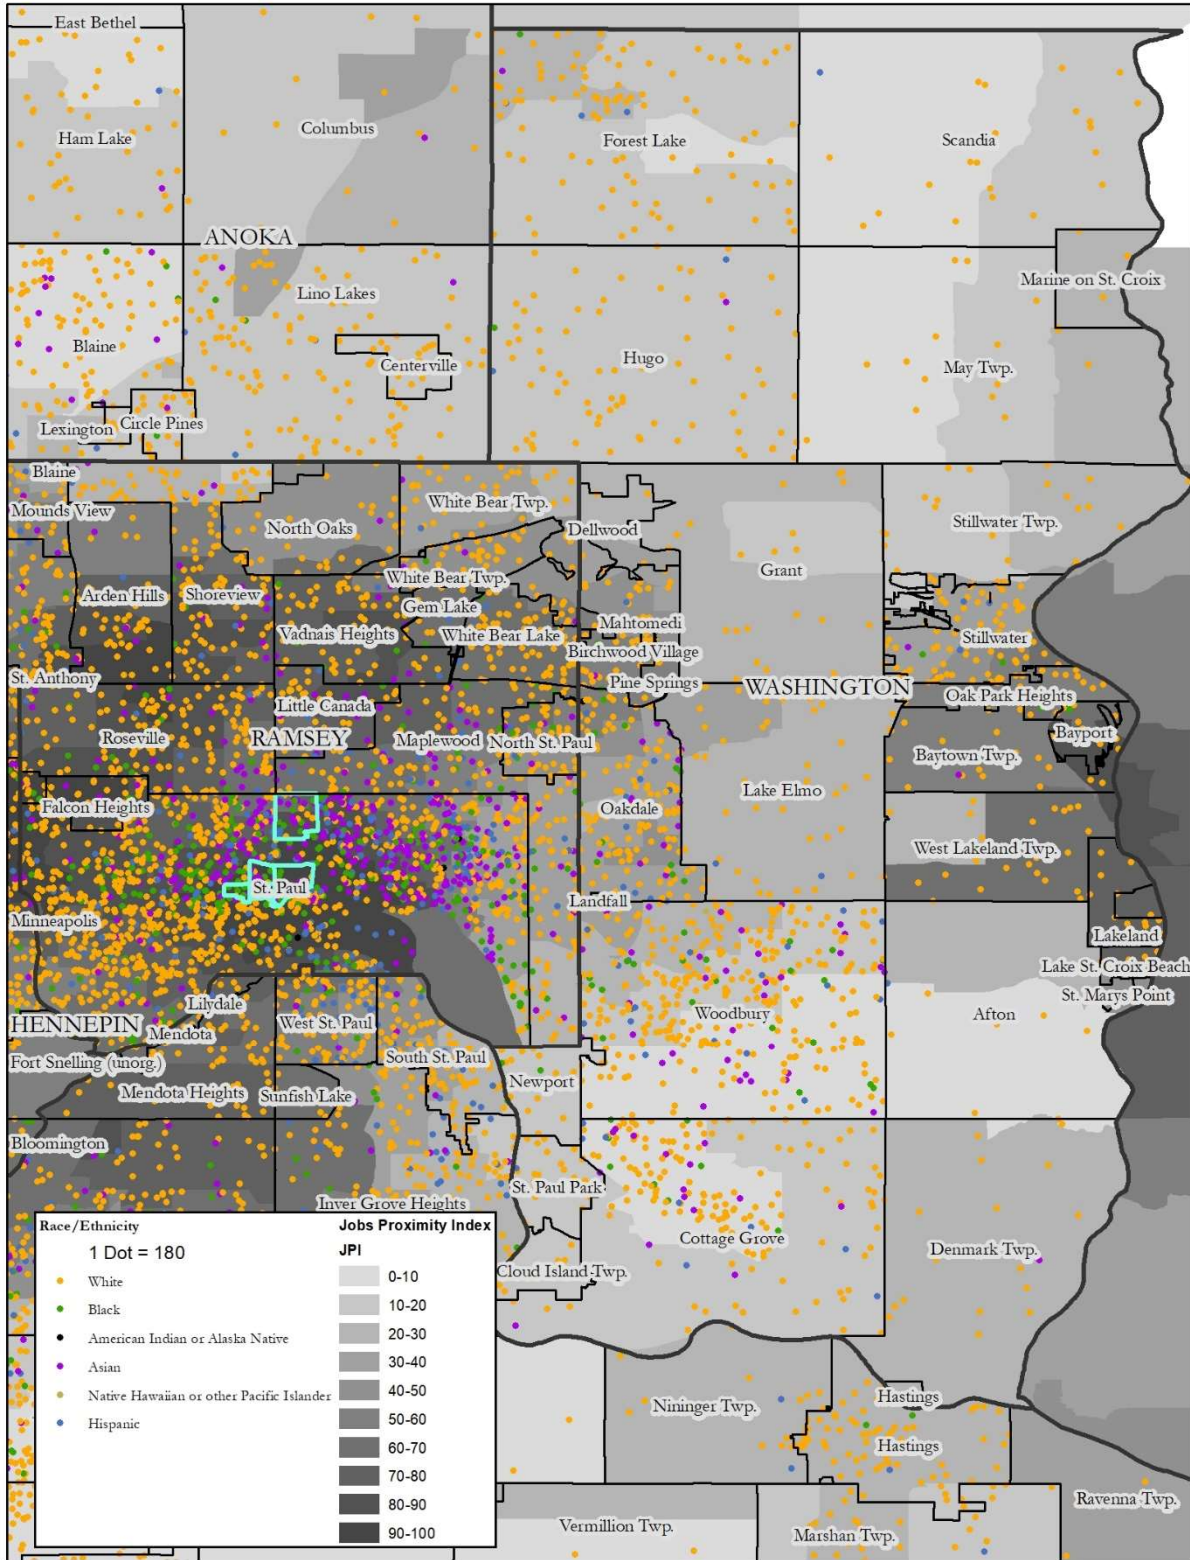 East Bethel
Ham Lake
Columbus
Forest Lake
Scandia
ANOKA
Lino Lakes
Marine on St. Croix
Blaine
Centerville
Hugo
May Twp.
Lexington
Circle Pines
Blaine
Mounds View
White Bear Twp.
North Oaks
Dellwood
Stillwater Twp.
Grant
White Bear Twp.
Arden Hills
Shoreview
Gem Lake
Mahtomedi
Stillwater
Vadnais Heights
White Bear Lake
Birchwood Village
St. Anthony
Pine Springs
WASHINGTON
Oak Park Heights
Little Canada
Roseville
RAMSEY
Maplewood
North St. Paul
Bayport
Baytown Twp.
Lake Elmo
Falcon Heights
Oakdale
West Lakeland Twp.
St. Paul
Landfall
Minneapolis
Lakeland
Lake St. Croix Beach
St. Marys Point
Lilydale
Woodbury
Afton
HENNEPIN
Mendota
West St. Paul
South St. Paul
Fort Snelling (unorg.)
Newport
Mendota Heights
Sunfish Lake
Bloomington
St. Paul Park
Inver Grove Heights
Cottage Grove
Denmark Twp.
Cloud Island Twp.
Race/Ethnicity
1 Dot = 180
White
Black
American Indian or Alaska Native
Asian
Native Hawaiian or other Pacific Islander
Hispanic
Jobs Proximity Index
JPI
0-10
10-20
20-30
30-40
40-50
50-60
60-70
70-80
80-90
90-100
Nininger Twp.
Hastings
Hastings
Ravenna Twp.
Vermillion Twp.
Marshan Twp.